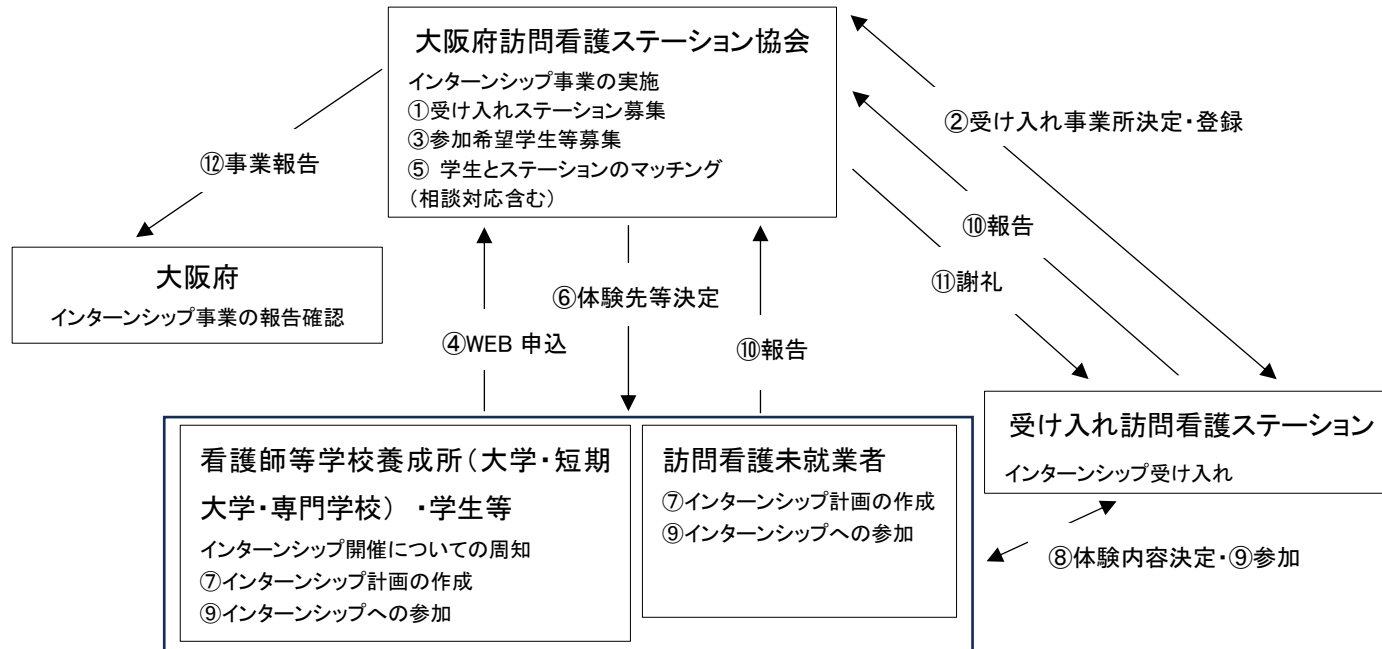 大阪府訪問看護ステーション協会
インターンシップ事業の実施
①受け入れステーション募集
③参加希望学生等募集
⑤ 学生とステーションのマッチング
(相談対応含む)
②受け入れ事業所決定・登録
⑫事業報告
⑩報告
⑪謝礼
大阪府
インターンシップ事業の報告確認
⑥体験先等決定
④WEB 申込
⑩報告
受け入れ訪問看護ステーション
インターンシップ受け入れ
看護師等学校養成所(大学・短期
大学・専門学校) ・学生等
インターンシップ開催についての周知
⑦インターンシップ計画の作成
⑨インターンシップへの参加
訪問看護未就業者
⑦インターンシップ計画の作成
⑨インターンシップへの参加
⑧体験内容決定・⑨参加